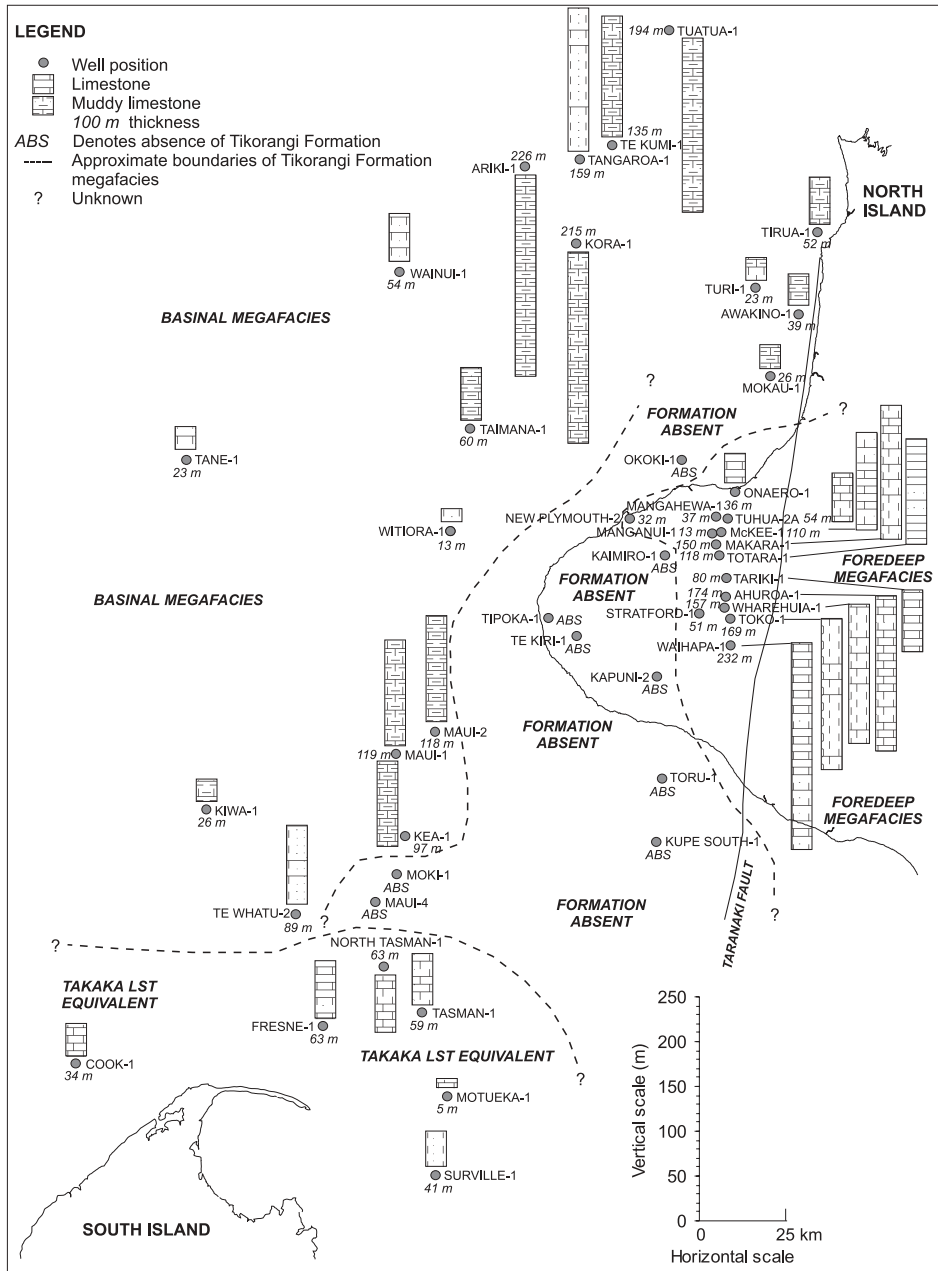 LEGEND
Well position
Limestone
Muddy limestone
100 m thickness
ABS Denotes absence of Tikorangi Formation
Approximate boundaries of Tikorangi Formation
megafacies
? Unknown
194 m TUATUA-1
135 m
TE KUMI-1
226 m
ARIKI-1
TANGAROA-1
159 m
NORTH
ISLAND
215 m
KORA-1
TIRUA-1
52 m
WAINUI-1
54 m
TURI-1
23 m
AWAKINO-1
39 m
BASINAL MEGAFACIES
26 m
MOKAU-1
?
FORMATION
ABSENT
?
TAIMANA-1
60 m
TANE-1
23 m
OKOKI-1
ABS
ONAERO-1
36 m
MANGAHEWA-1
37 m
NEW PLYMOUTH-2
32 m
TUHUA-2A 54 m
WITIORA-1
13 m
MANGANUI-1 13 m
McKEE-1 110 m
150 m MAKARA-1
KAIMIRO-1
ABS
118 m TOTARA-1
FOREDEEP
MEGAFACIES
FORMATION
ABSENT
80 m TARIKI-1
174 m AHUROA-1
157 m WHAREHUIA-1
BASINAL MEGAFACIES
STRATFORD-1
51 m
TOKO-1
169 m
TIPOKA-1 ABS
TE KIRI-1
ABS
WAIHAPA-1
232 m
KAPUNI-2
ABS
MAUI-2
118 m
FORMATION
ABSENT
119 m MAUI-1
TORU-1
ABS
KIWA-1
26 m
FOREDEEP
MEGAFACIES
KEA-1
97 m
KUPE SOUTH-1
ABS
MOKI-1
ABS
MAUI-4
ABS
TE WHATU-2
89 m
?
FORMATION
ABSENT
?
TARANAKI FAULT
?
NORTH TASMAN-1
63 m
TAKAKA LST
EQUIVALENT
FRESNE-1
63 m
TASMAN-1
59 m
COOK-1
34 m
TAKAKA LST EQUIVALENT
?
MOTUEKA-1
5 m
SURVILLE-1
41 m
SOUTH ISLAND
Vertical scale (m)
250
200
150
100
50
0
0 25 km
Horizontal scale